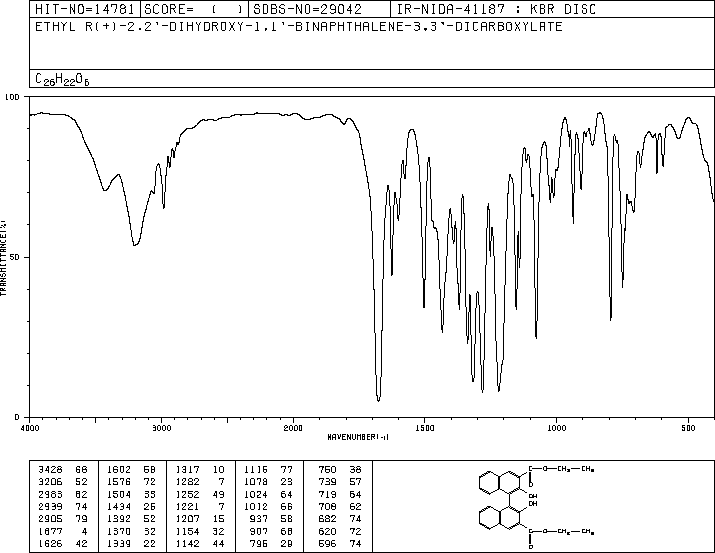 HIT-NO=14781 SCORE= ( ) SDBS-NO=29042 IR-NIDA-41187 : KBR DISC
ETHYL R(+)-2,2'-DIHYDROXY-1,1'-BINAPHTHALENE-3,3'-DICARBOXYLATE
C26H22O6
100
50
0
TRANSMITTANCE(%)
4000 3000 2000 1500 1000 500
WAVENUMBER(-1)
3428 68 1602 59 1317 10 1116 77 750 38
3206 52 1576 72 1282 7 1078 23 739 57
2983 62 1504 33 1252 49 1024 64 719 64
2939 74 1434 26 1221 7 1012 66 708 62
2905 79 1392 52 1207 15 937 58 682 74
1677 4 1370 32 1154 32 907 68 620 72
1626 42 1339 22 1142 44 796 29 596 74
C-O-CH2-CH3
O
OH
OH
C-O-CH2-CH3
O